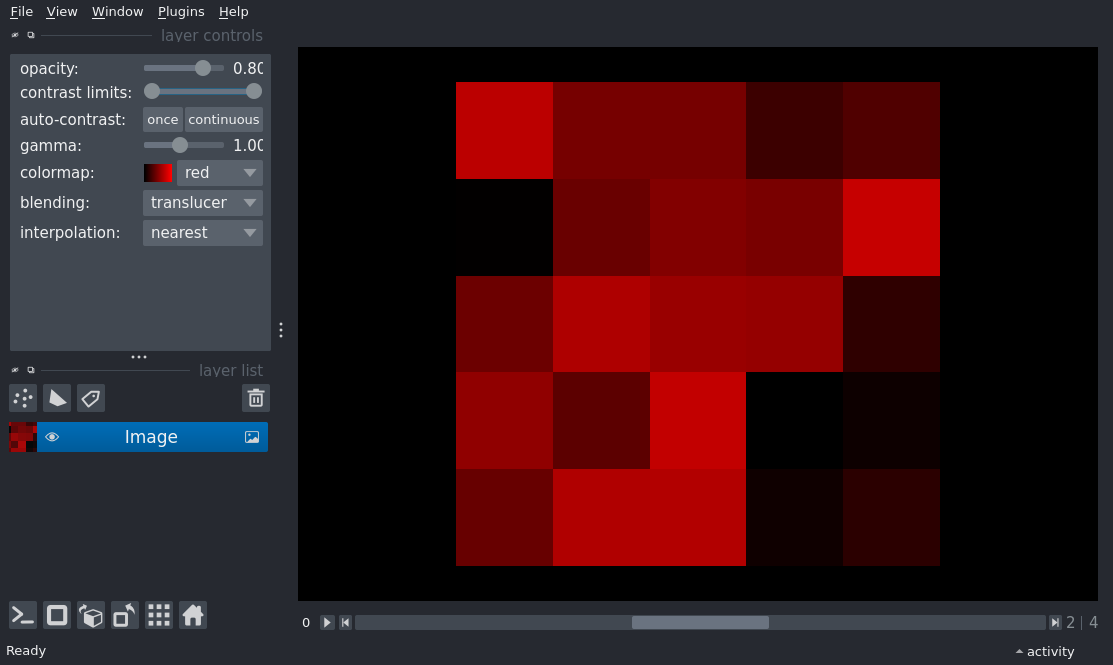 File View Window Plugins Help
layer controls
opacity: 0.80
contrast limits:
auto-contrast: once continuous
gamma: 1.00
colormap: red
blending: translucer
interpolation: nearest
layer list
Image
0 2 | 4
Ready activity